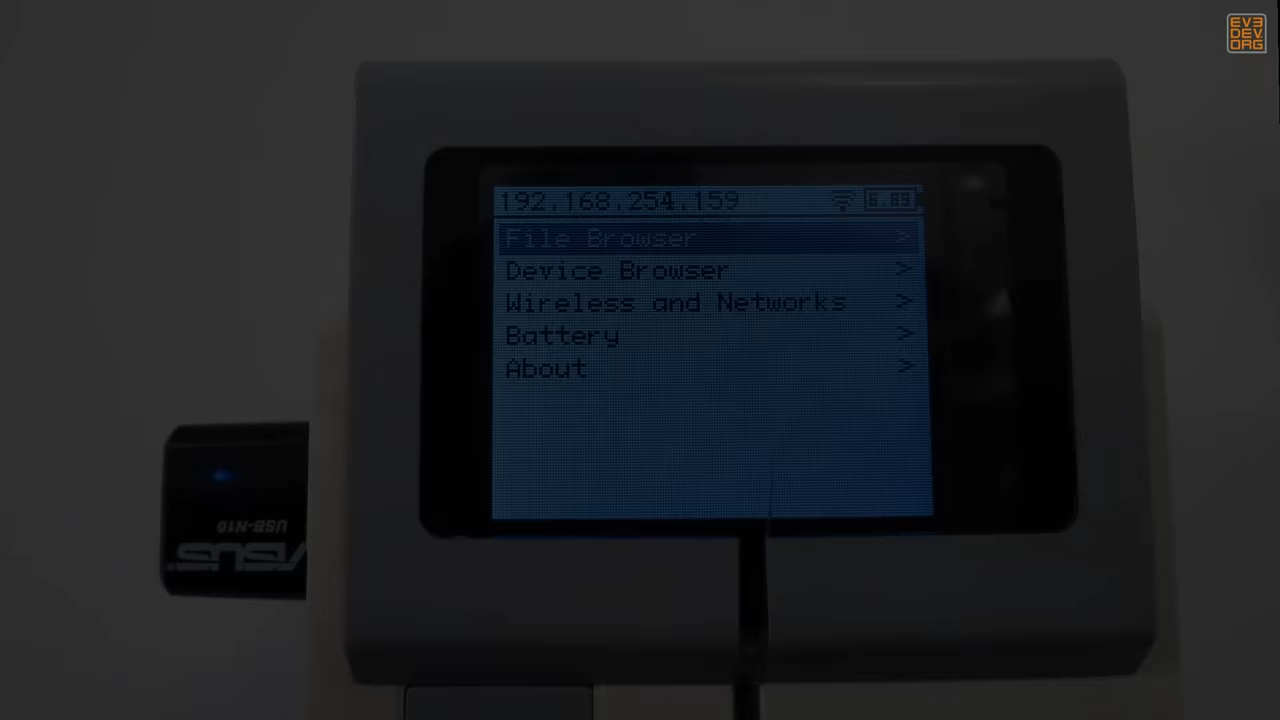 EV3
DEV.
ORG
192.168.254.159
File Browser >
Device Browser >
Wireless and Networks >
Battery >
About >
USB-N10
ASUS